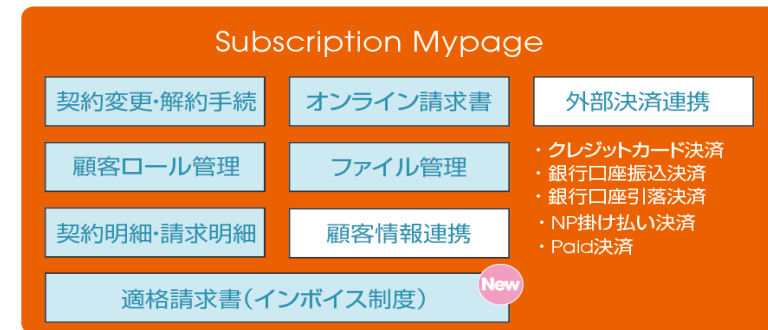 Subscription Mypage
契約変更・解約手続
オンライン請求書
外部決済連携
顧客ロール管理
ファイル管理
・クレジットカード決済
・銀行口座振込決済
・銀行口座引落決済
・NP掛け払い決済
・Paid決済
契約明細・請求明細
顧客情報連携
適格請求書（インボイス制度）
New